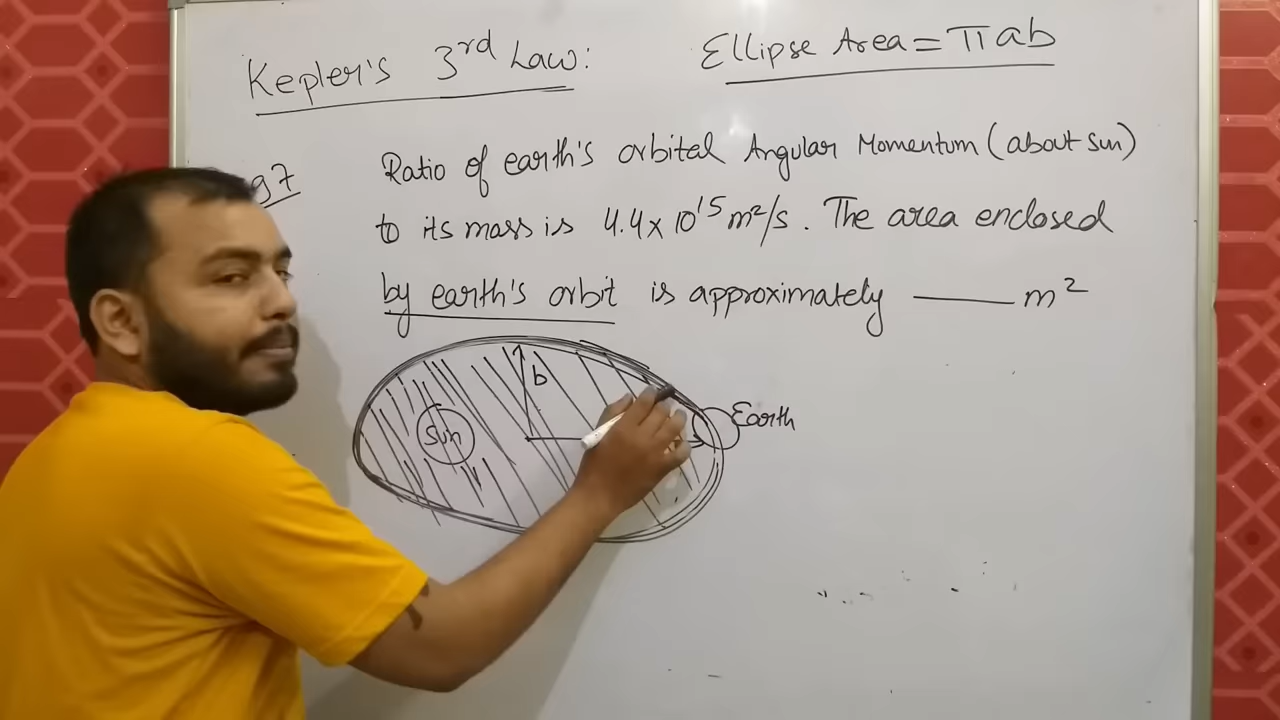 Kepler's 3rd Law:
Ellipse Area = πab
97
Ratio of earth's orbital Angular Momentum (about sun)
to its mass is 4.4 x 10^15 m²/s. The area enclosed
by earth's orbit is approximately ——— m²
b
Sun
Earth